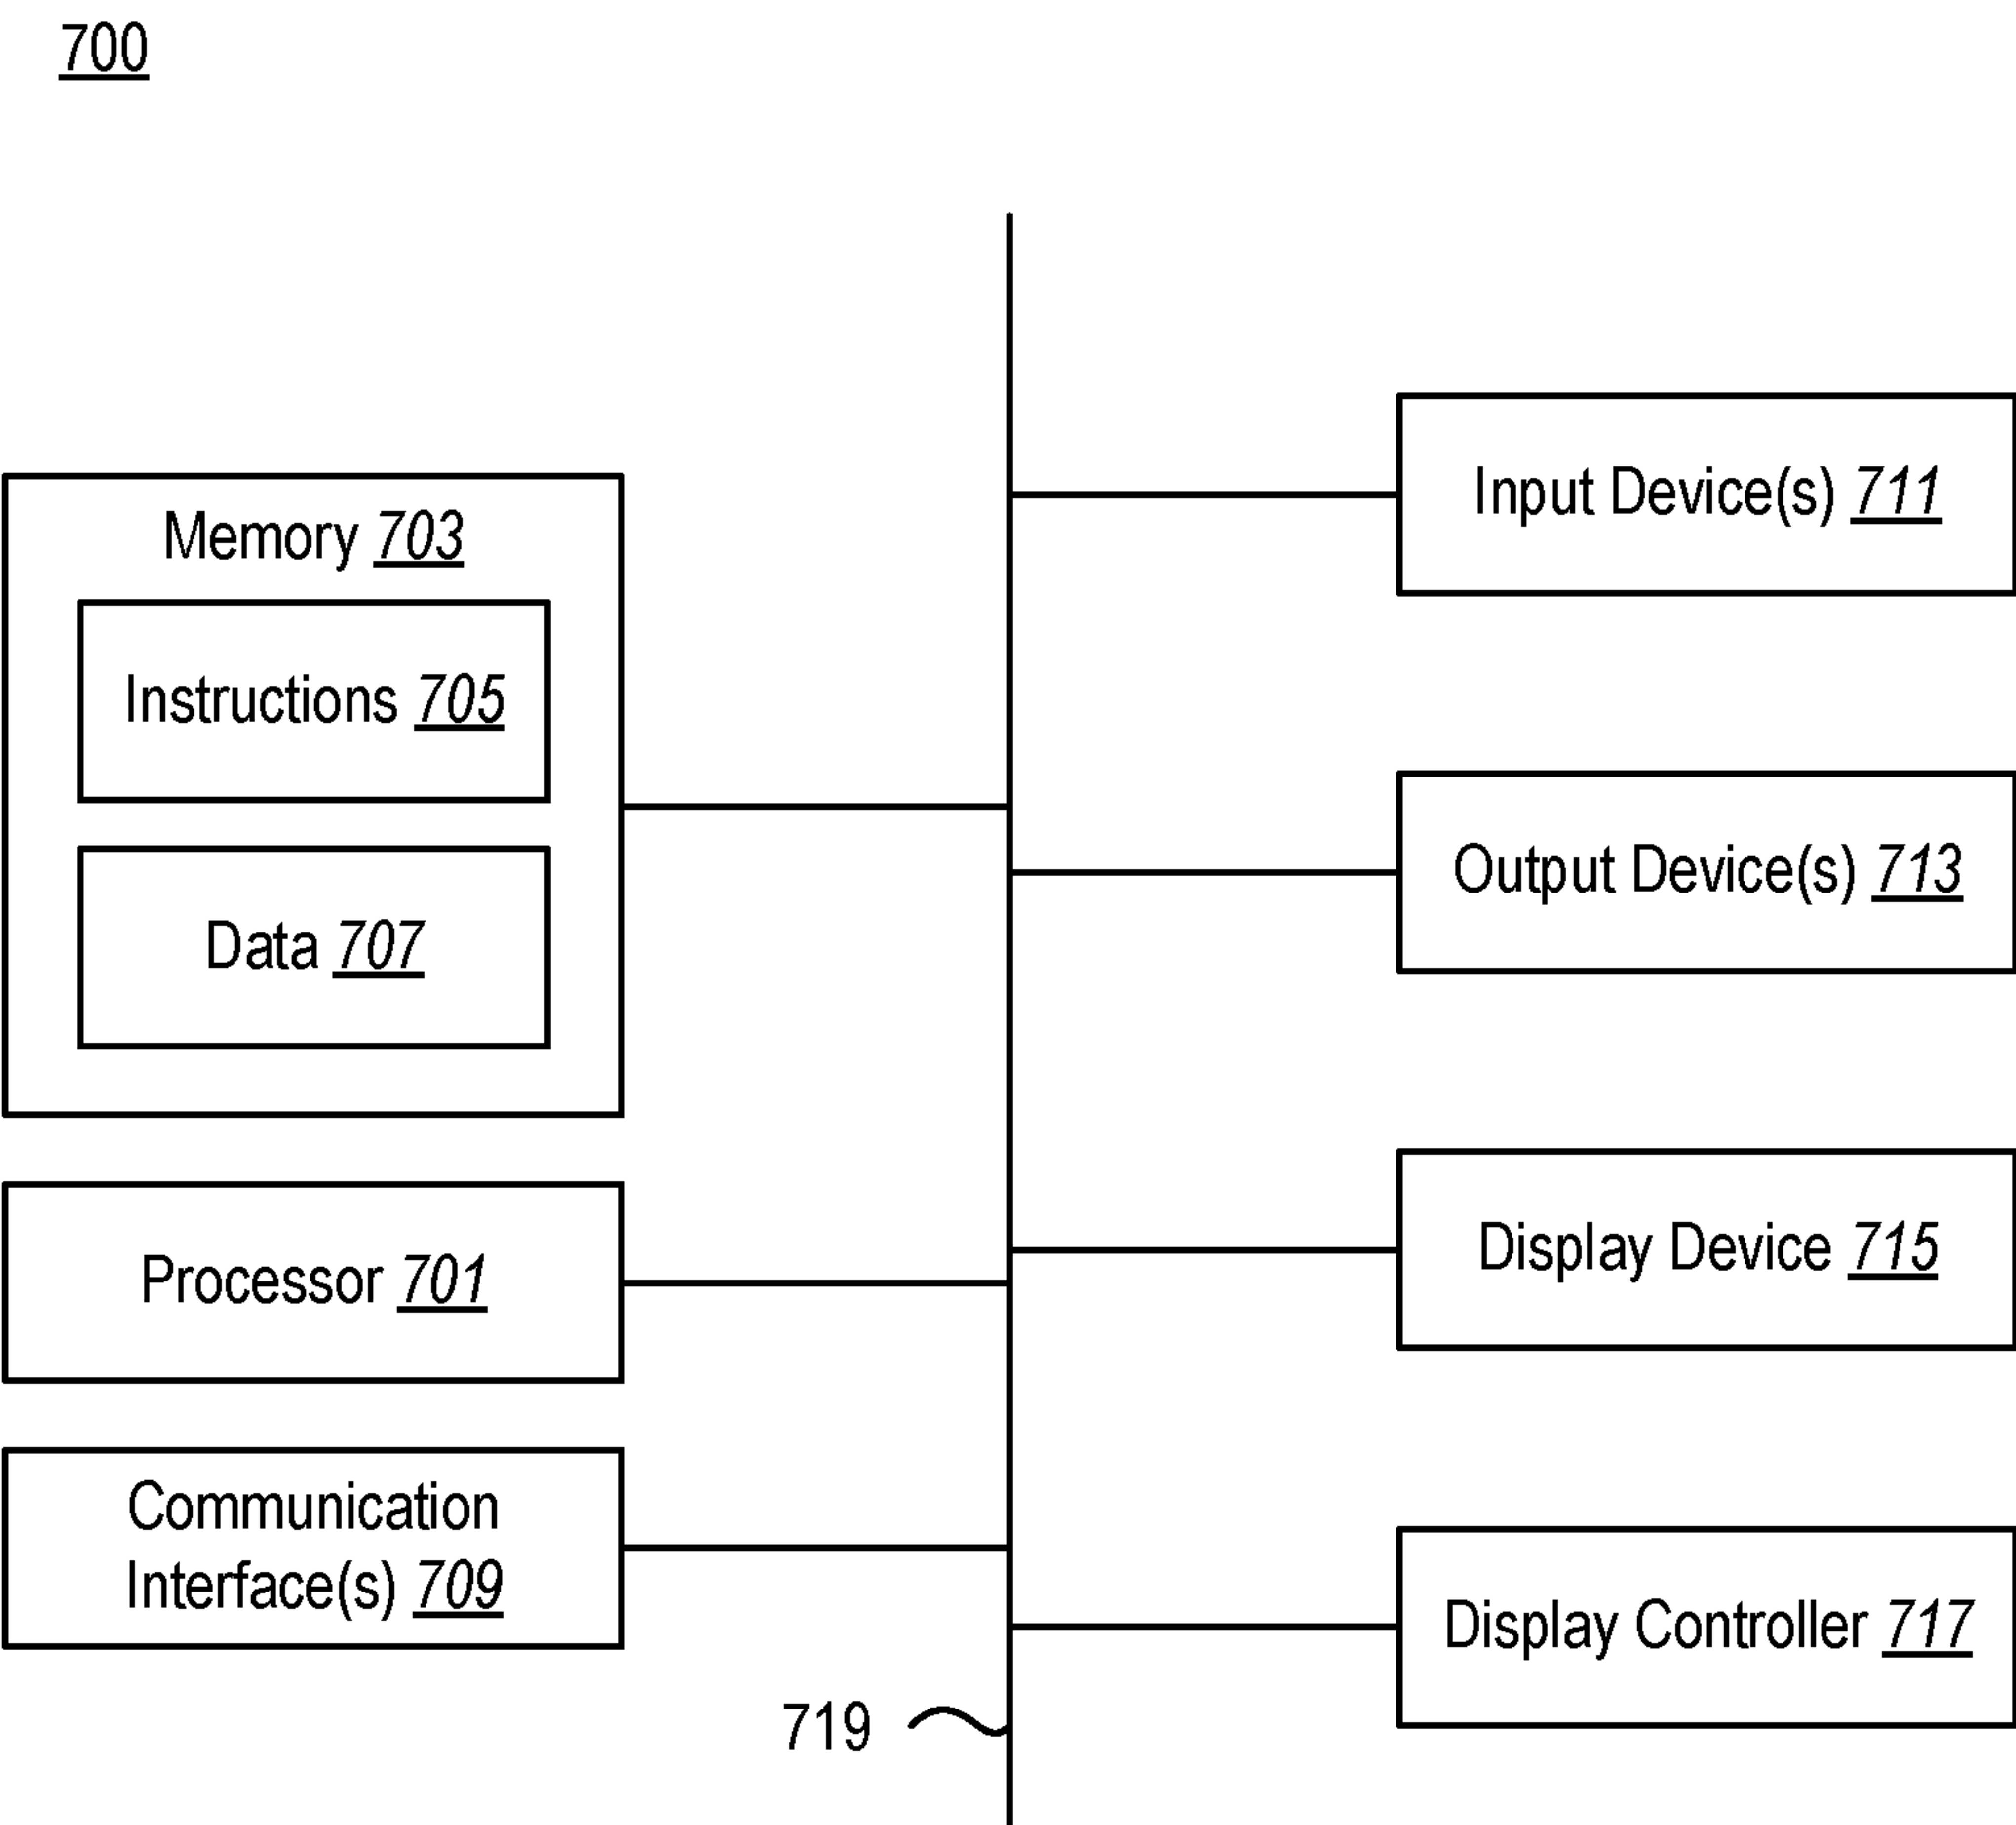 700
Memory 703
Instructions 705
Data 707
Processor 701
Communication
Interface(s) 709
Input Device(s) 711
Output Device(s) 713
Display Device 715
Display Controller 717
719